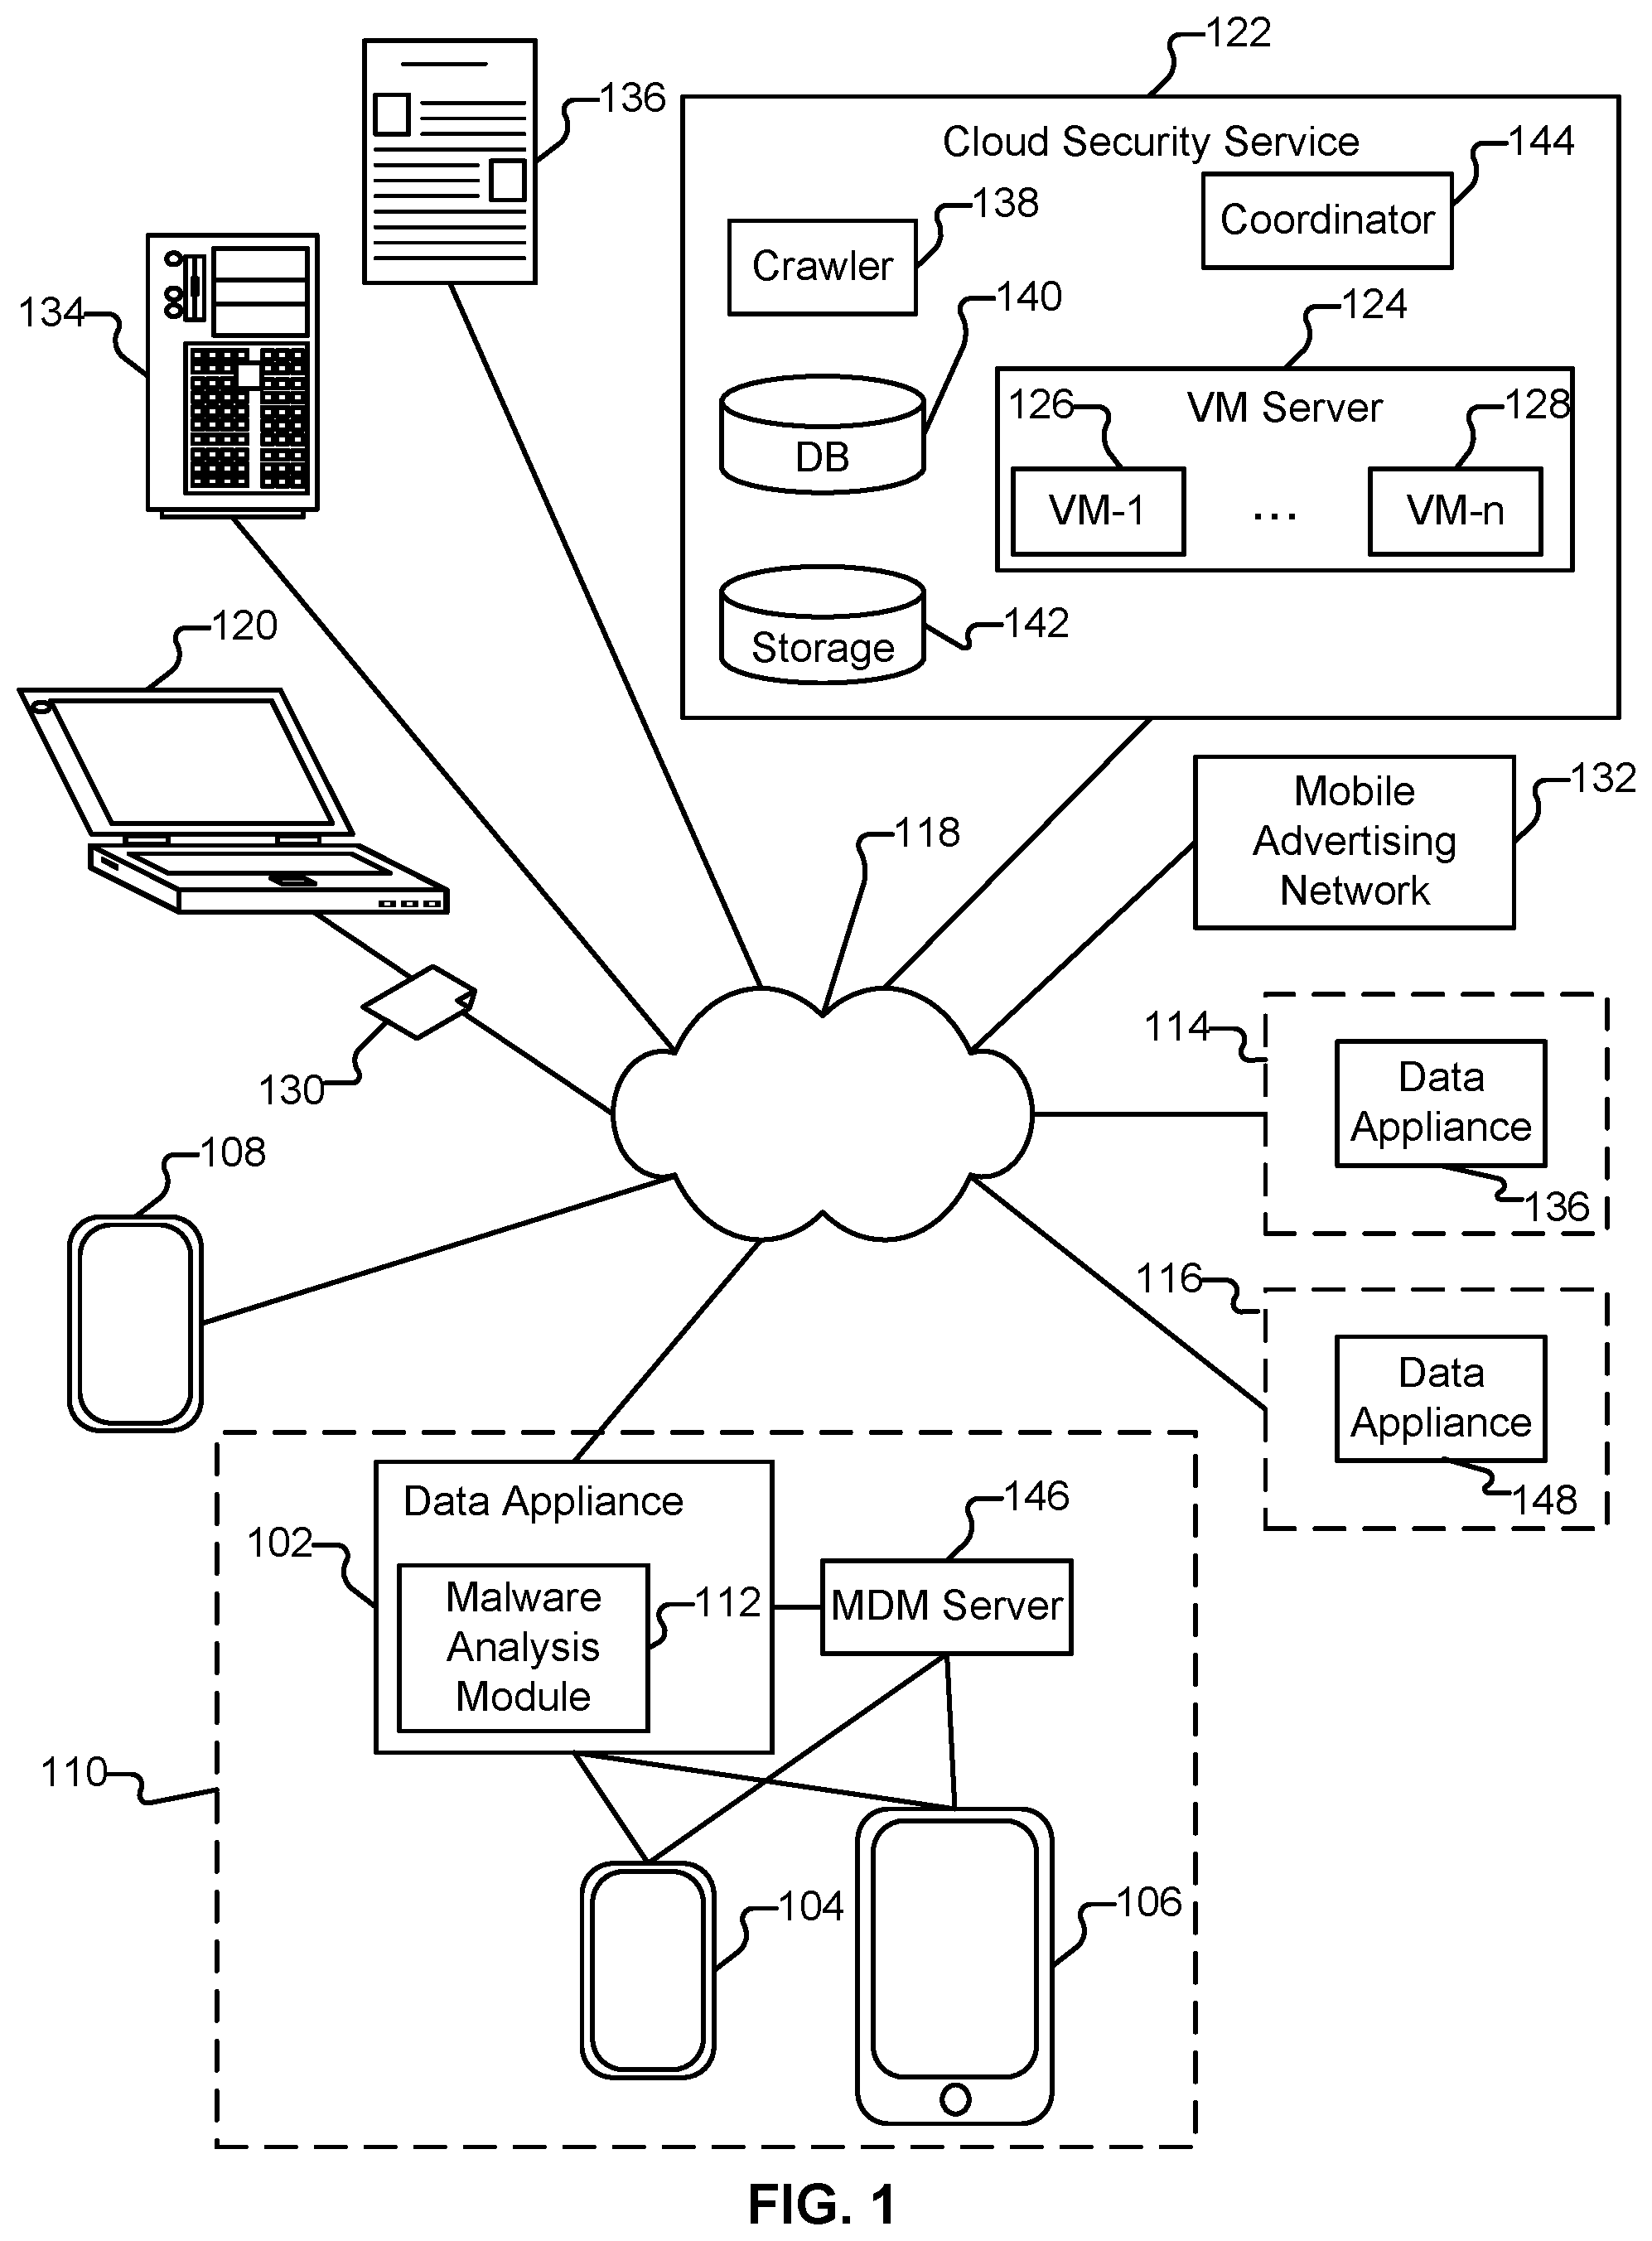 122
136
Cloud Security Service
144
138
Coordinator
Crawler
134
140
124
VM Server
126
128
DB
VM-1
...
VM-n
120
142
Storage
118
Mobile
Advertising
Network
132
114
Data
Appliance
136
130
108
116
Data
Appliance
148
Data Appliance
146
102
Malware
Analysis
Module
112
MDM Server
110
104
106
FIG. 1